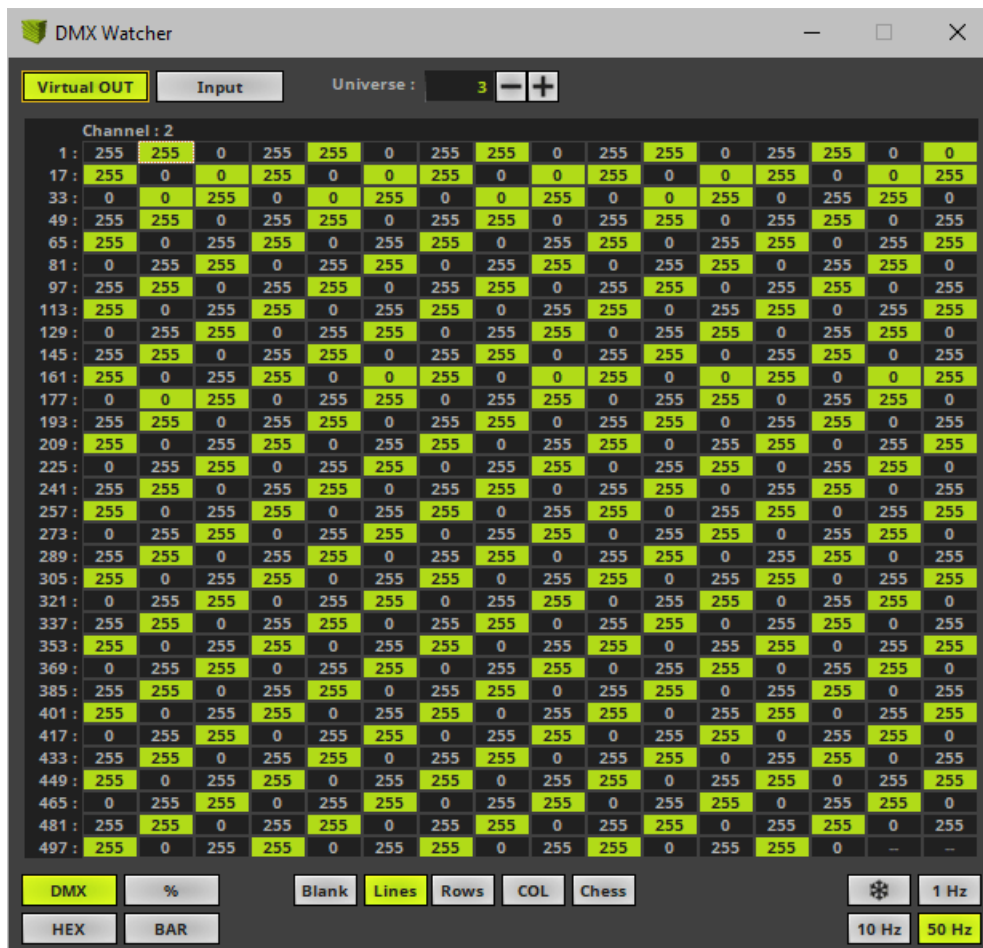 DMX Watcher
Virtual OUT Input Universe : 3
Channel : 2
1 : 255 255 0 255 255 0 255 255 0 255 255 0 255 255 0 0
17 : 255 0 0 255 0 0 255 0 0 255 0 0 255 0 0 255
33 : 0 0 255 0 0 255 0 0 255 0 0 255 0 255 255 0
49 : 255 255 0 255 255 0 255 255 0 255 255 0 255 255 0 255
65 : 255 0 255 255 0 255 255 0 255 255 0 255 255 0 255 255
81 : 0 255 255 0 255 255 0 255 255 0 255 255 0 255 255 0
97 : 255 255 0 255 255 0 255 255 0 255 255 0 255 255 0 255
113 : 255 0 255 255 0 255 255 0 255 255 0 255 255 0 255 255
129 : 0 255 255 0 255 255 0 255 255 0 255 255 0 255 255 0
145 : 255 255 0 255 255 0 255 255 0 255 255 0 255 255 0 255
161 : 255 0 255 255 0 0 255 0 0 255 0 0 255 0 0 255
177 : 0 0 255 0 255 255 0 255 255 0 255 255 0 255 255 0
193 : 255 255 0 255 255 0 255 255 0 255 255 0 255 255 0 255
209 : 255 0 255 255 0 255 255 0 255 255 0 255 255 0 255 255
225 : 0 255 255 0 255 255 0 255 255 0 255 255 0 255 255 0
241 : 255 255 0 255 255 0 255 255 0 255 255 0 255 255 0 255
257 : 255 0 255 255 0 255 255 0 255 255 0 255 255 0 255 255
273 : 0 255 255 0 255 255 0 255 255 0 255 255 0 255 255 0
289 : 255 255 0 255 255 0 255 255 0 255 255 0 255 255 0 255
305 : 255 0 255 255 0 255 255 0 255 255 0 255 255 0 255 255
321 : 0 255 255 0 255 255 0 255 255 0 255 255 0 255 255 0
337 : 255 255 0 255 255 0 255 255 0 255 255 0 255 255 0 255
353 : 255 0 255 255 0 255 255 0 255 255 0 255 255 0 255 255
369 : 0 255 255 0 255 255 0 255 255 0 255 255 0 255 255 0
385 : 255 255 0 255 255 0 255 255 0 255 255 0 255 255 0 255
401 : 255 0 255 255 0 255 255 0 255 255 0 255 255 0 255 255
417 : 0 255 255 0 255 255 0 255 255 0 255 255 0 255 255 0
433 : 255 255 0 255 255 0 255 255 0 255 255 0 255 255 0 255
449 : 255 0 255 255 0 255 255 0 255 255 0 255 255 0 255 255
465 : 0 255 255 0 255 255 0 255 255 0 255 255 0 255 255 0
481 : 255 255 0 255 255 0 255 255 0 255 255 0 255 255 0 255
497 : 255 0 255 255 0 255 255 0 255 255 0 255 255 0 -- --
DMX % Blank Lines Rows COL Chess 1 Hz
HEX BAR 10 Hz 50 Hz